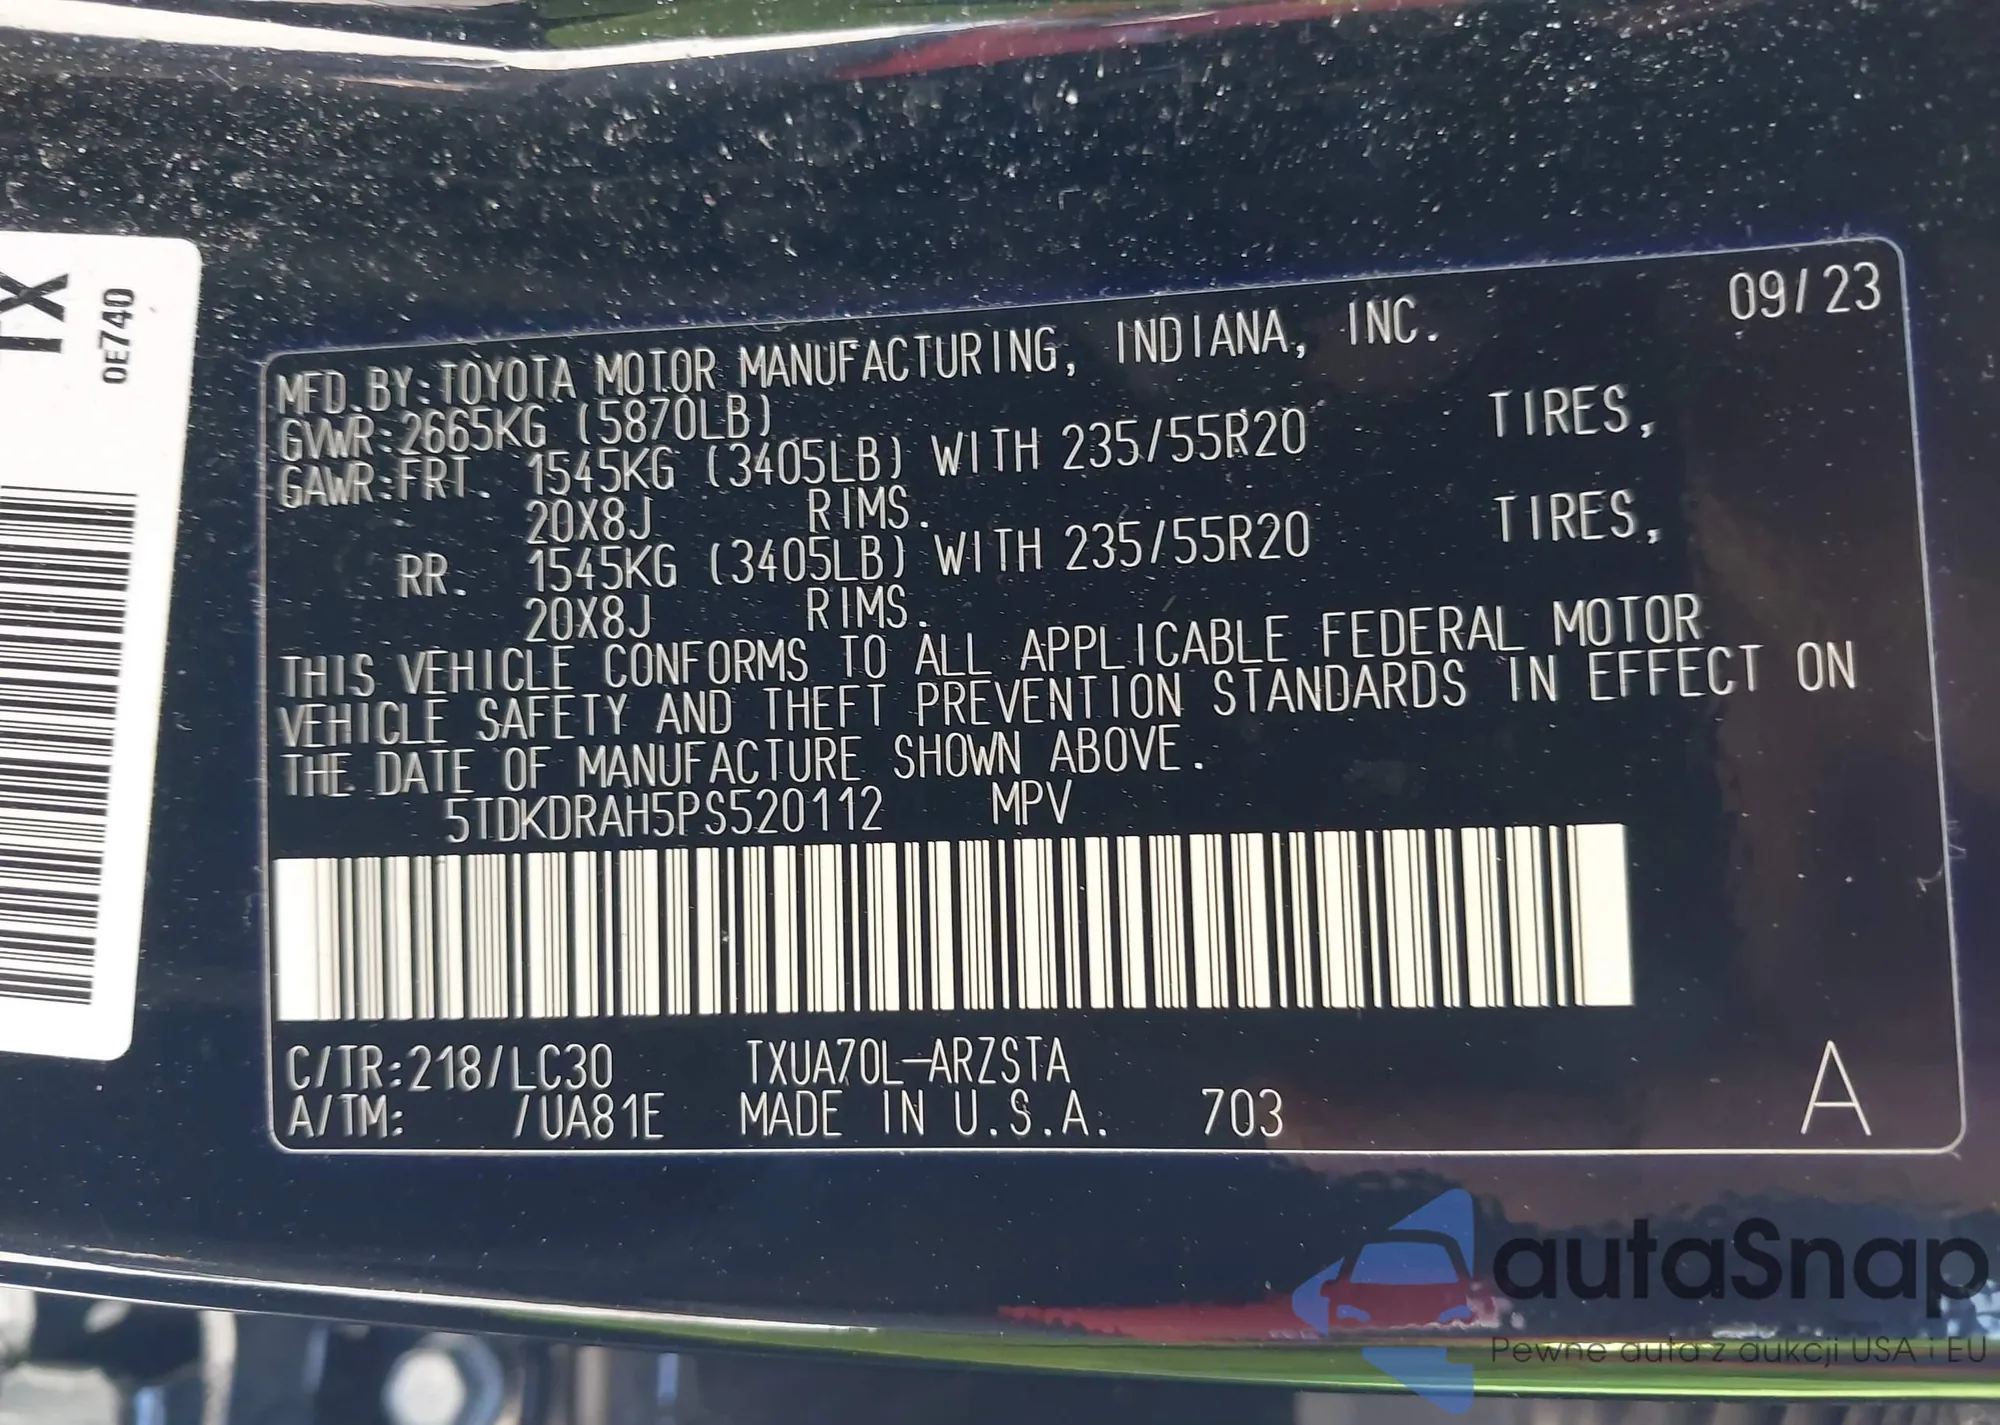 TX
0E740
09/23
MFD.BY:TOYOTA MOTOR MANUFACTURING, INDIANA, INC.
GVWR:2665KG (5870LB)
GAWR:FRT. 1545KG (3405LB) WITH 235/55R20 TIRES,
20X8J RIMS.
RR. 1545KG (3405LB) WITH 235/55R20 TIRES,
20X8J RIMS.
THIS VEHICLE CONFORMS TO ALL APPLICABLE FEDERAL MOTOR
VEHICLE SAFETY AND THEFT PREVENTION STANDARDS IN EFFECT ON
THE DATE OF MANUFACTURE SHOWN ABOVE.
5TDKDRAH5PS520112 MPV
C/TR:218/LC30 TXUA70L-ARZSTA
A/TM: /UA81E MADE IN U.S.A. 703
A
autaSnap
Pewne auta z aukcji USA i EU